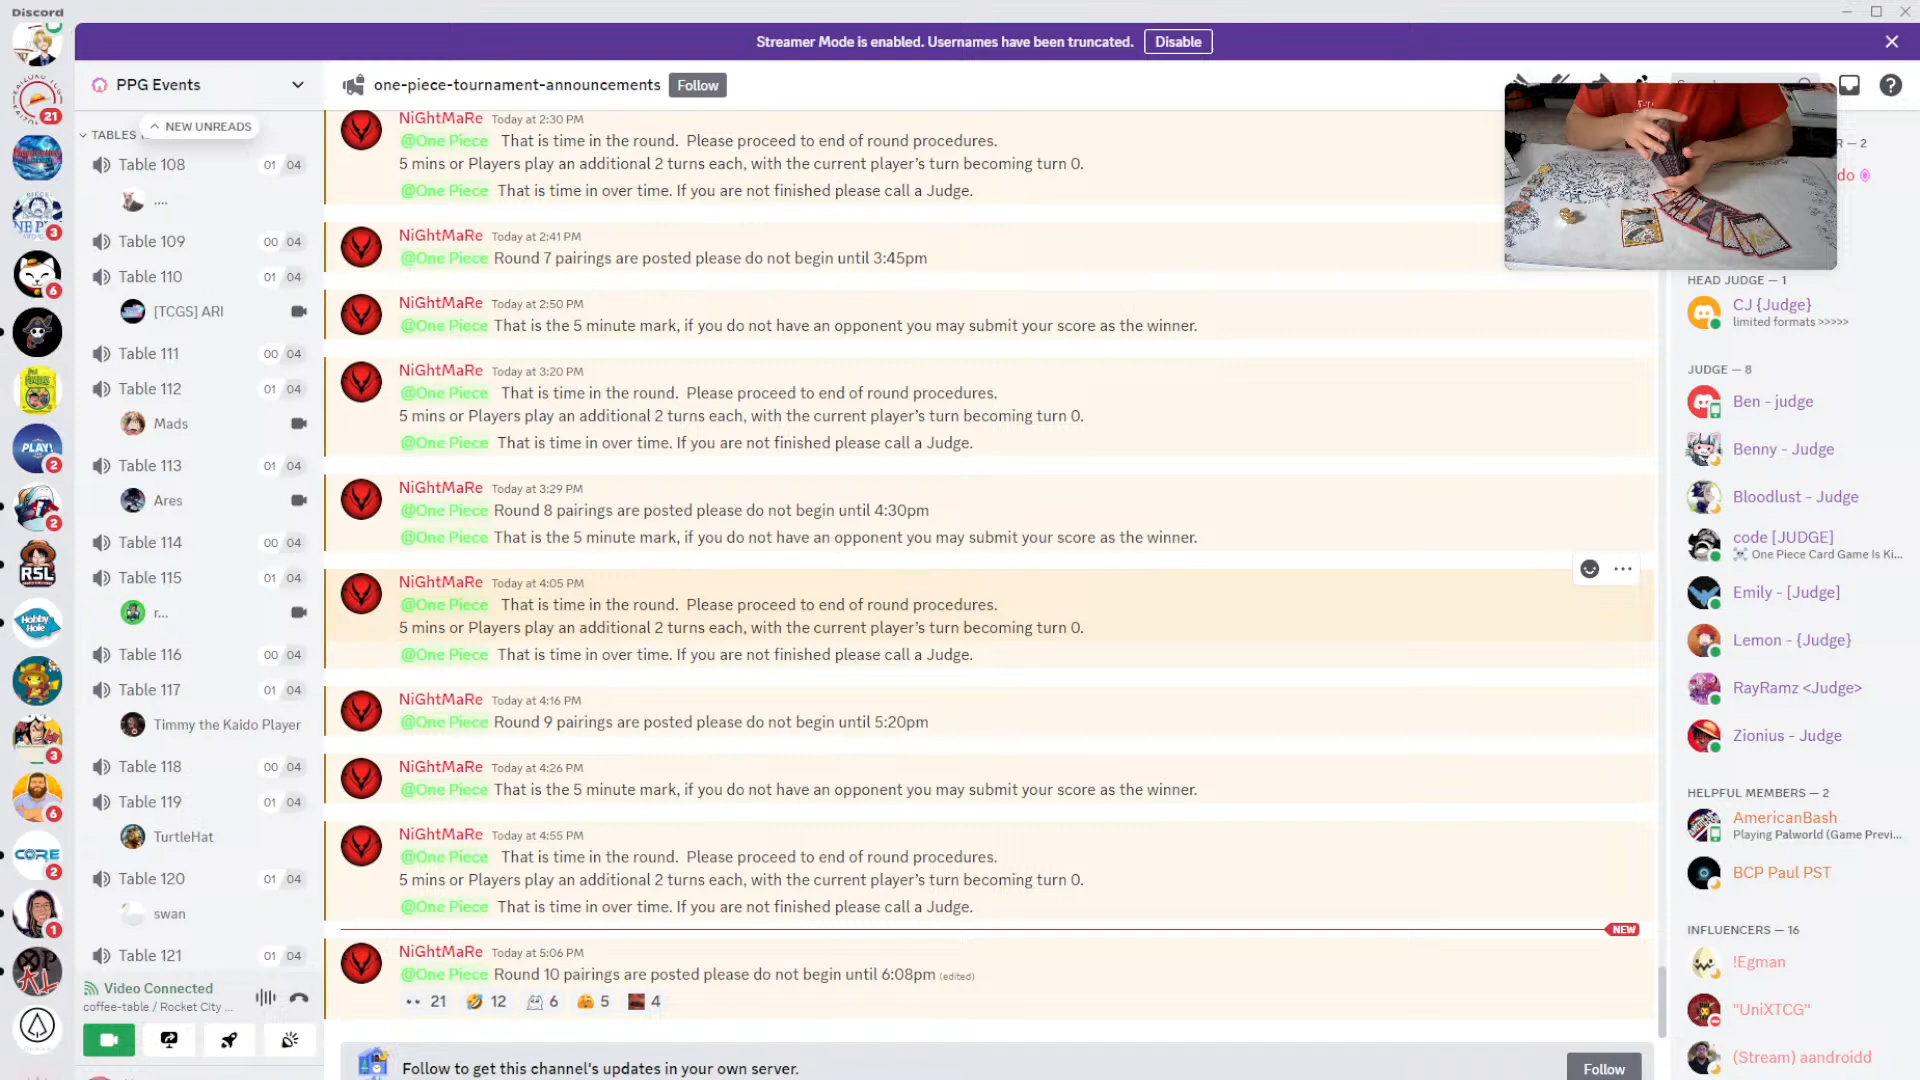 Discord
Streamer Mode is enabled. Usernames have been truncated.
Disable
PPG Events
one-piece-tournament-announcements
Follow
TABLES
NEW UNREADS
Table 108
01 04
....
Table 109
00 04
Table 110
01 04
[TCGS] ARI
Table 111
00 04
Table 112
01 04
Mads
Table 113
01 04
Ares
Table 114
00 04
Table 115
01 04
r...
Table 116
00 04
Table 117
01 04
Timmy the Kaido Player
Table 118
00 04
Table 119
01 04
TurtleHat
Table 120
01 04
swan
Table 121
01 04
Video Connected
coffee-table / Rocket City ...
21
3
6
PLAY!
2
2
RSL
Hobby Hole
3
6
CORE
2
1
NiGhtMaRe Today at 2:30 PM
@One Piece That is time in the round. Please proceed to end of round procedures.
5 mins or Players play an additional 2 turns each, with the current player's turn becoming turn 0.
@One Piece That is time in over time. If you are not finished please call a Judge.
NiGhtMaRe Today at 2:41 PM
@One Piece Round 7 pairings are posted please do not begin until 3:45pm
NiGhtMaRe Today at 2:50 PM
@One Piece That is the 5 minute mark, if you do not have an opponent you may submit your score as the winner.
NiGhtMaRe Today at 3:20 PM
@One Piece That is time in the round. Please proceed to end of round procedures.
5 mins or Players play an additional 2 turns each, with the current player's turn becoming turn 0.
@One Piece That is time in over time. If you are not finished please call a Judge.
NiGhtMaRe Today at 3:29 PM
@One Piece Round 8 pairings are posted please do not begin until 4:30pm
@One Piece That is the 5 minute mark, if you do not have an opponent you may submit your score as the winner.
NiGhtMaRe Today at 4:05 PM
@One Piece That is time in the round. Please proceed to end of round procedures.
5 mins or Players play an additional 2 turns each, with the current player's turn becoming turn 0.
@One Piece That is time in over time. If you are not finished please call a Judge.
NiGhtMaRe Today at 4:16 PM
@One Piece Round 9 pairings are posted please do not begin until 5:20pm
NiGhtMaRe Today at 4:26 PM
@One Piece That is the 5 minute mark, if you do not have an opponent you may submit your score as the winner.
NiGhtMaRe Today at 4:55 PM
@One Piece That is time in the round. Please proceed to end of round procedures.
5 mins or Players play an additional 2 turns each, with the current player's turn becoming turn 0.
@One Piece That is time in over time. If you are not finished please call a Judge.
NEW
NiGhtMaRe Today at 5:06 PM
@One Piece Round 10 pairings are posted please do not begin until 6:08pm (edited)
21 12 6 5 4
Follow to get this channel's updates in your own server.
Follow
R — 2
do
HEAD JUDGE — 1
CJ {Judge}
limited formats >>>>>
JUDGE — 8
Ben - judge
Benny - Judge
Bloodlust - Judge
code [JUDGE]
One Piece Card Game Is Ki...
Emily - [Judge]
Lemon - {Judge}
RayRamz <Judge>
Zionius - Judge
HELPFUL MEMBERS — 2
AmericanBash
Playing Palworld (Game Previ...
BCP Paul PST
INFLUENCERS — 16
!Egman
"UniXTCG"
(Stream) aandroidd